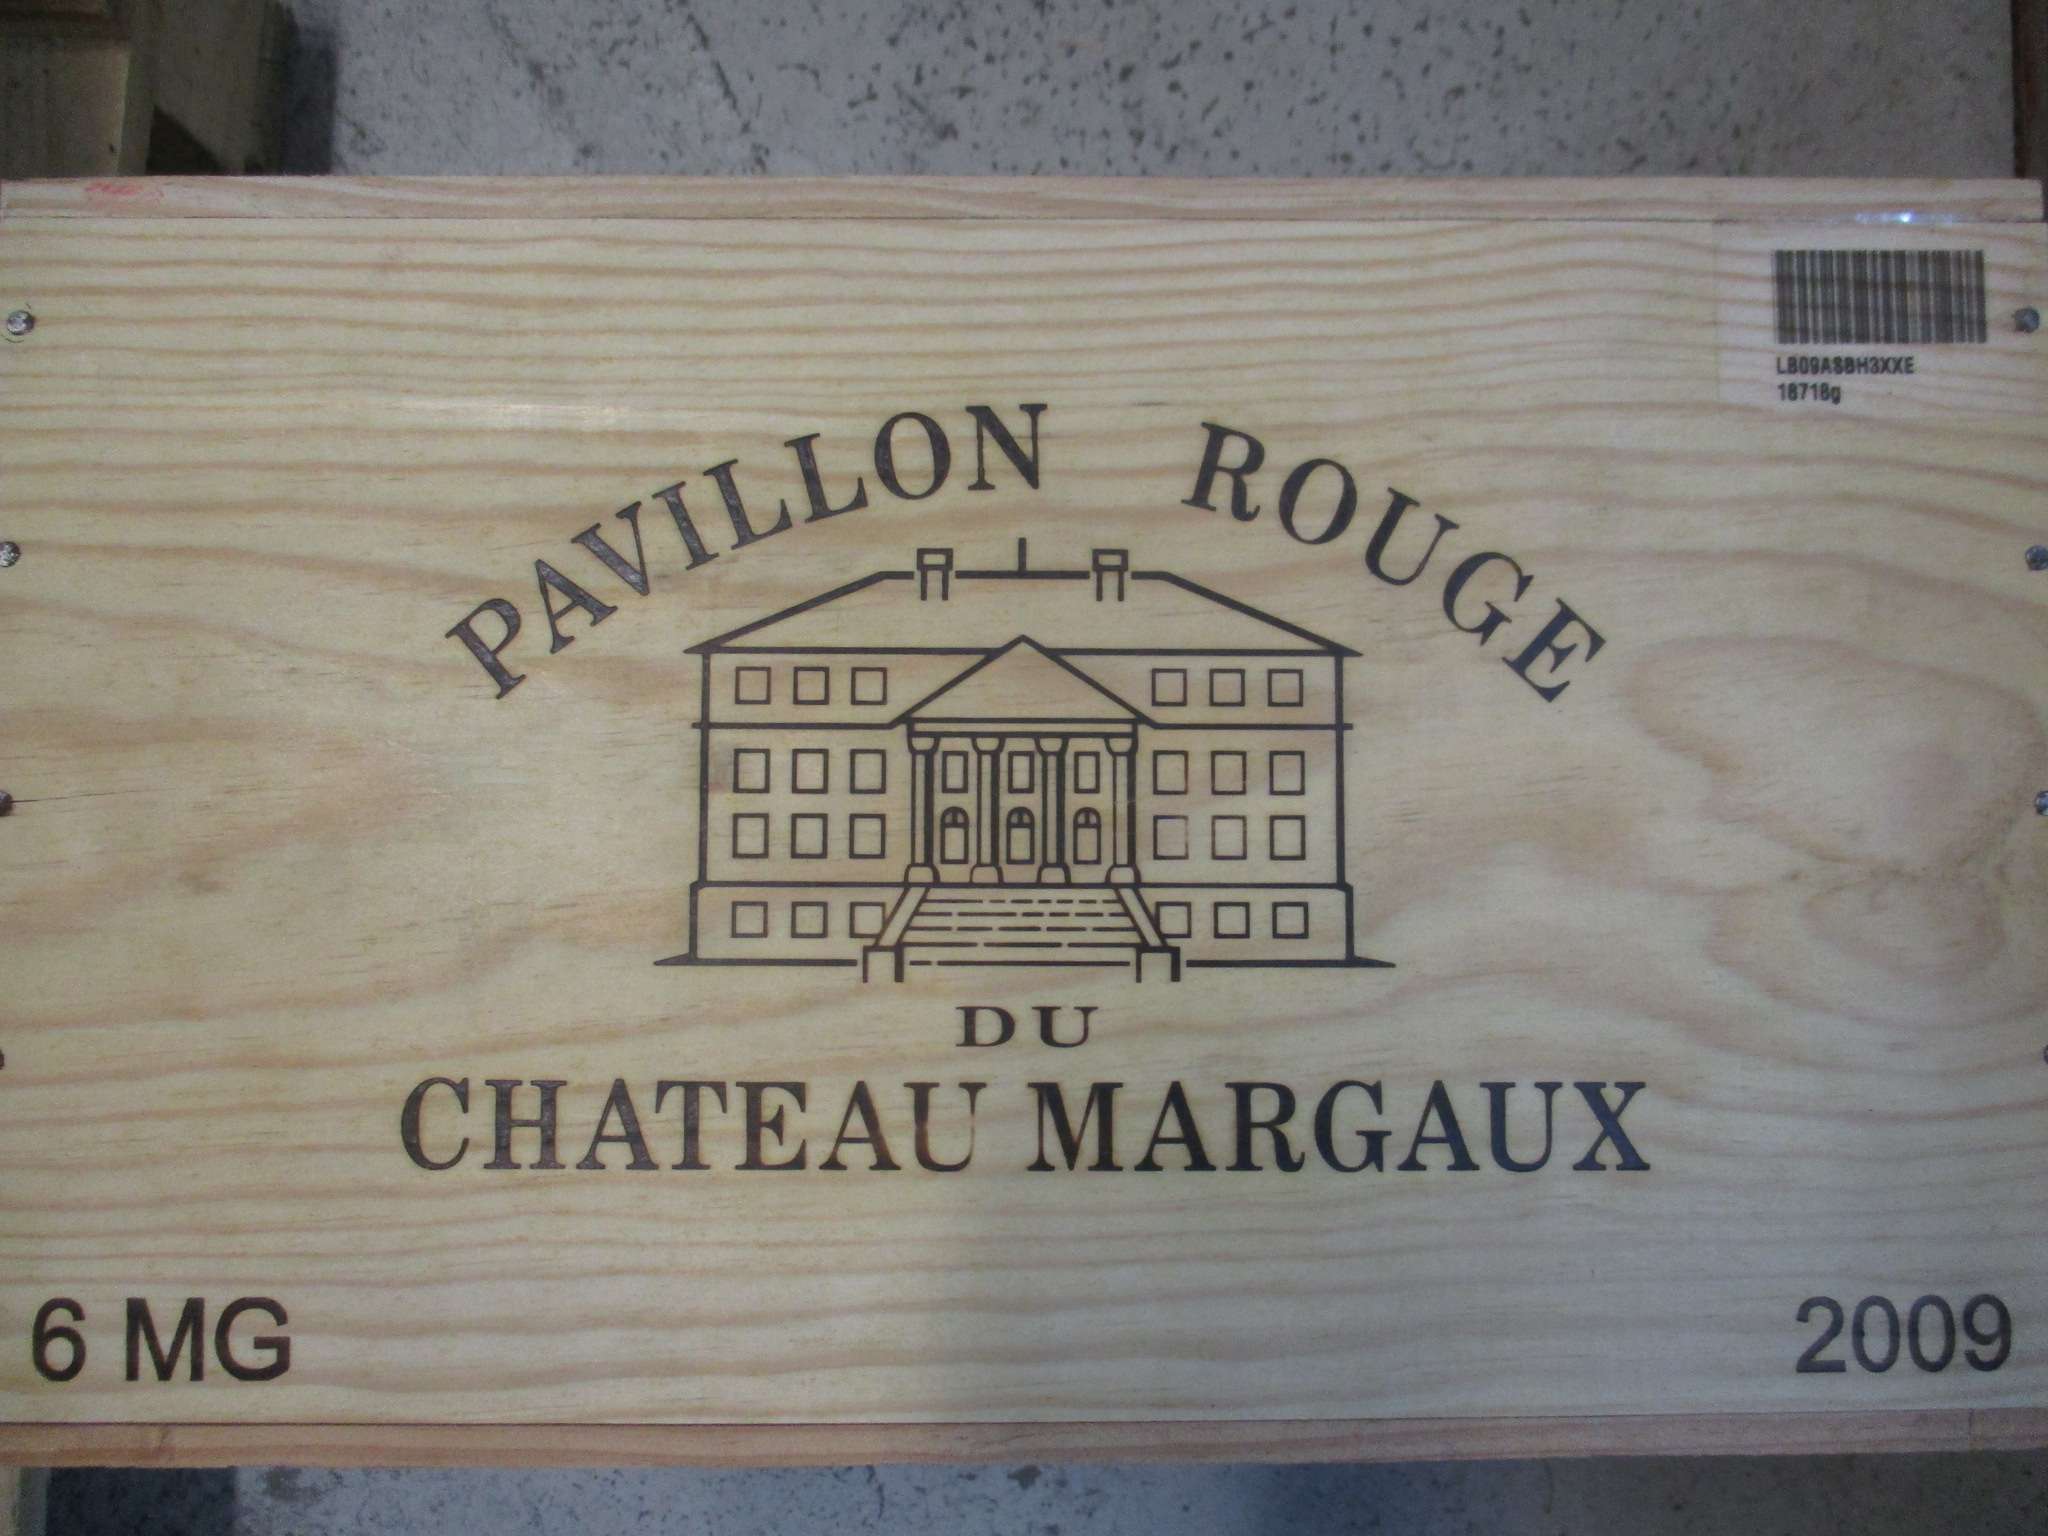 LB09ASBH3XXE
18718g
PAVILLON ROUGE
DU
CHATEAU MARGAUX
6 MG
2009